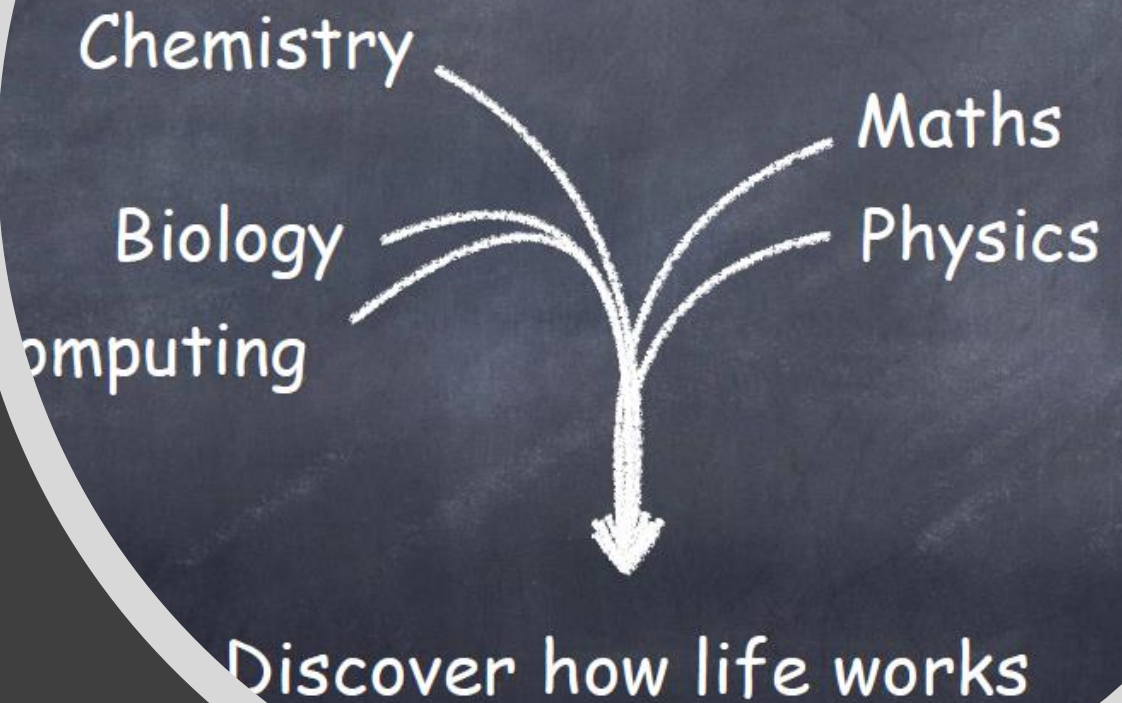 Chemistry
Maths
Biology
Physics
omputing
Discover how life works